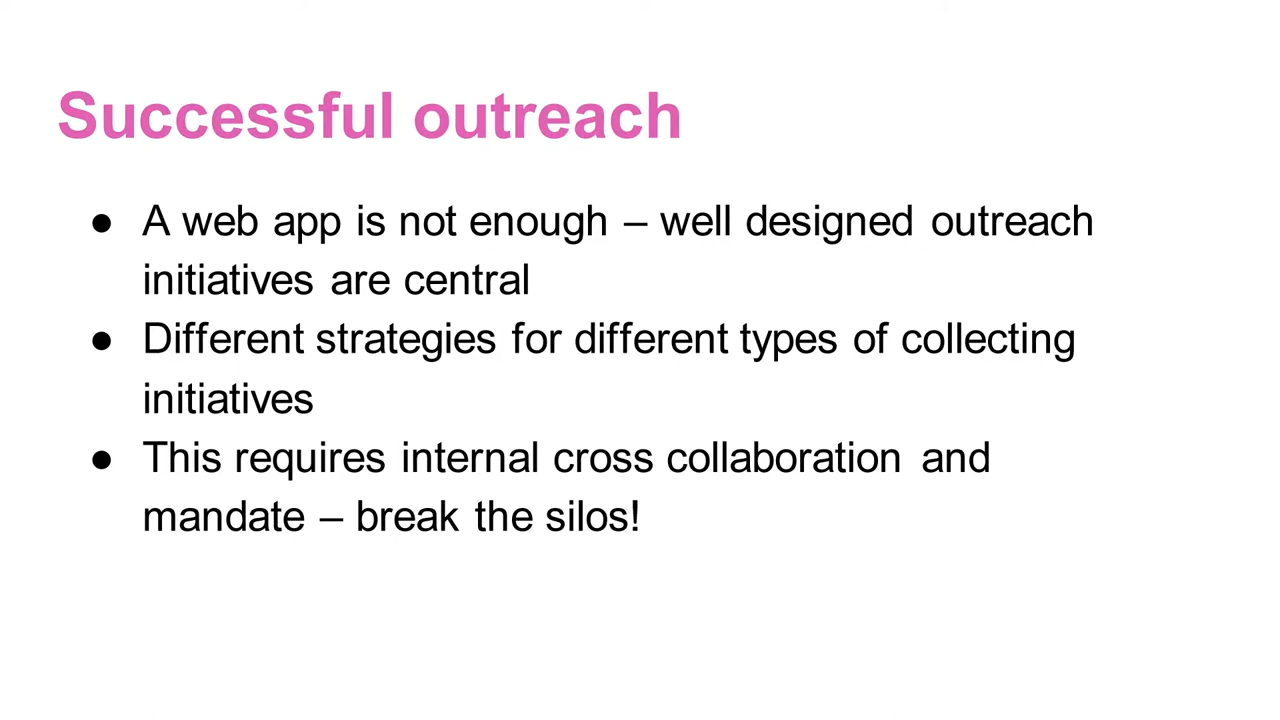 Successful outreach
● A web app is not enough – well designed outreach
initiatives are central
● Different strategies for different types of collecting
initiatives
● This requires internal cross collaboration and
mandate – break the silos!